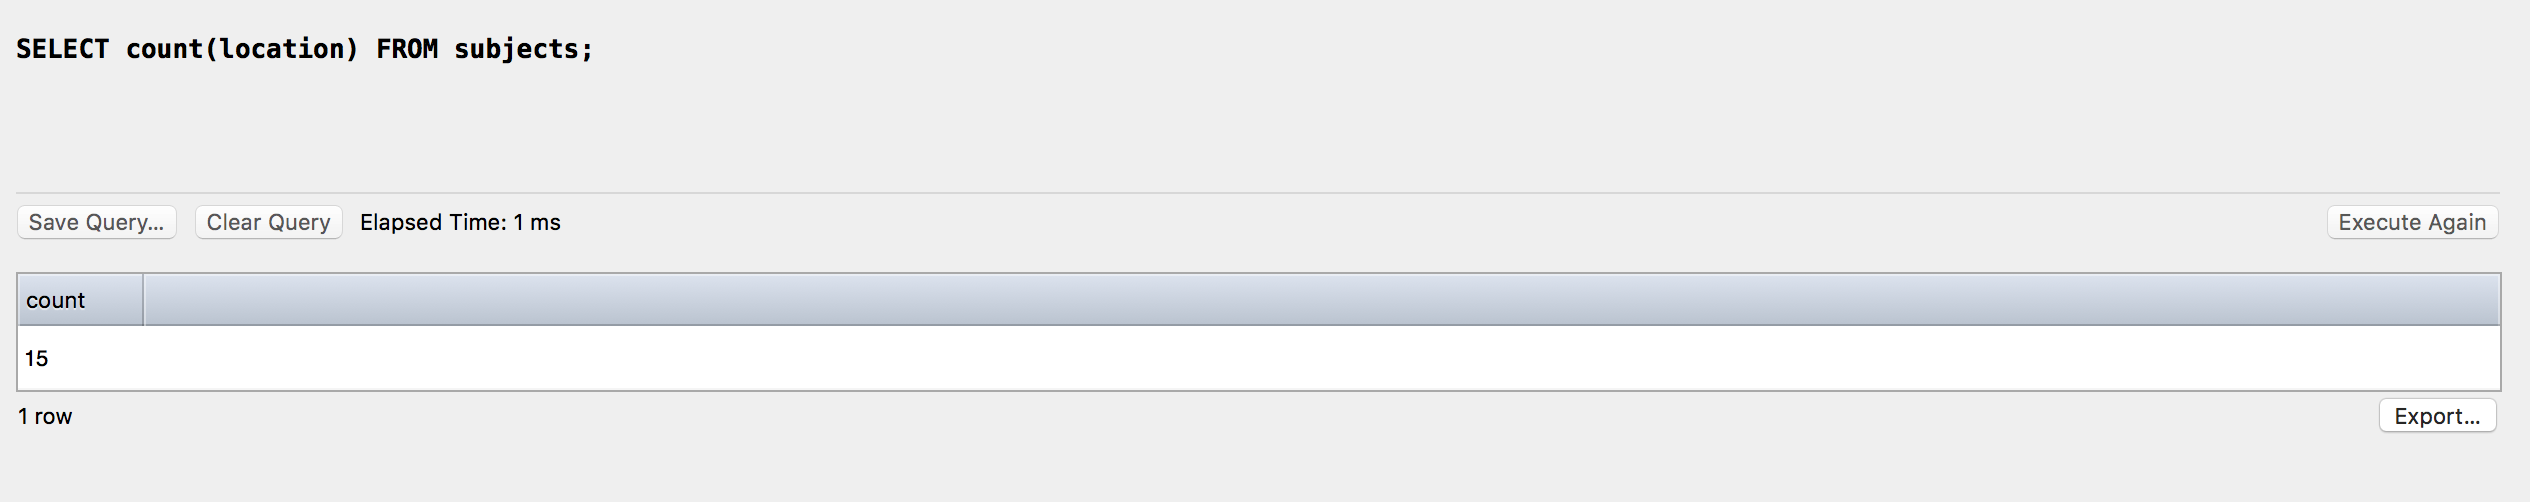 SELECT count(location) FROM subjects;
Save Query... Clear Query Elapsed Time: 1 ms Execute Again
count
15
1 row Export...